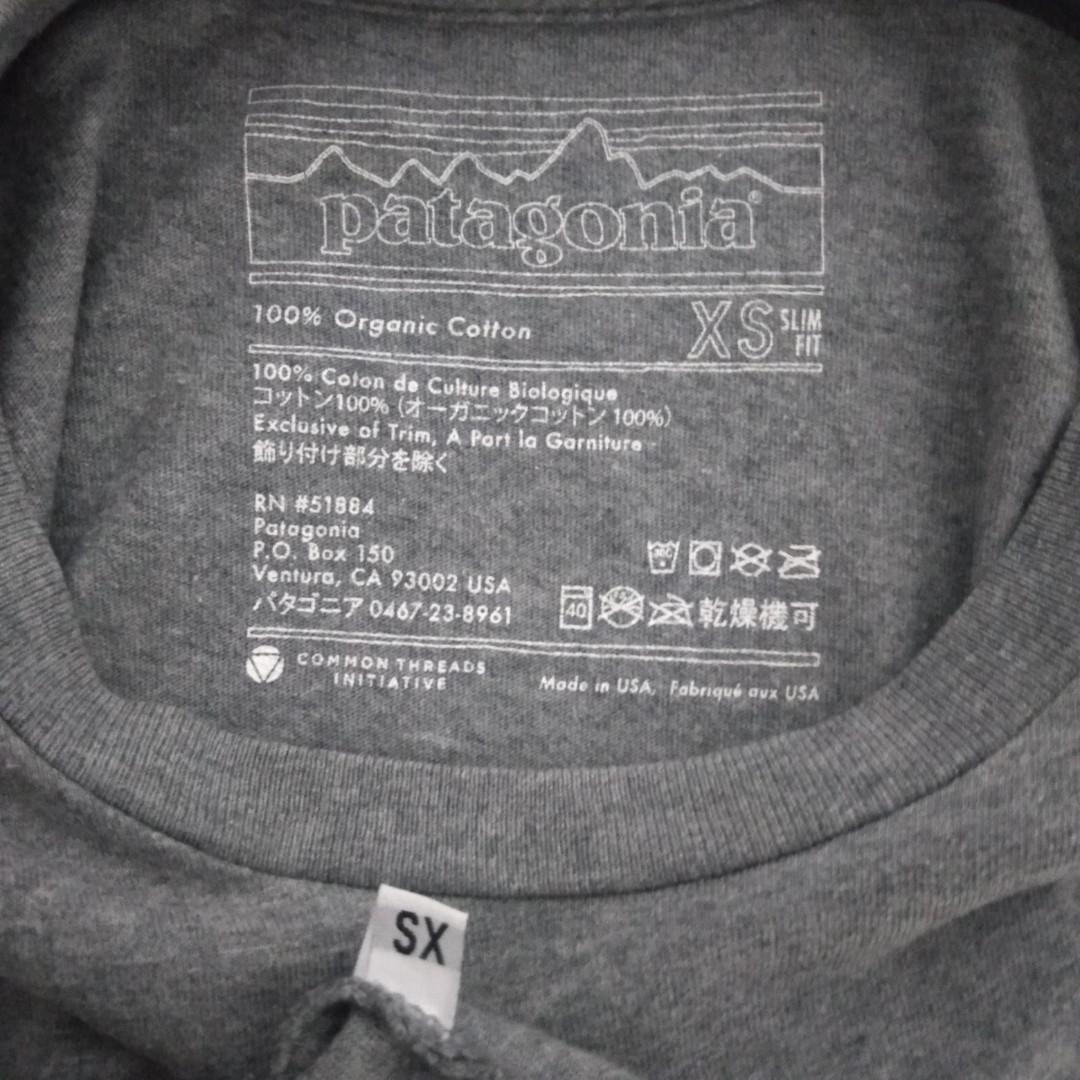 patagonia®
100% Organic Cotton
XS SLIM FIT
100% Coton de Culture Biologique
コットン100% (オーガニックコットン 100%)
Exclusive of Trim, A Part la Garniture
飾り付け部分を除く
RN #51884
Patagonia
P.O. Box 150
Ventura, CA 93002 USA
パタゴニア 0467-23-8961
40
乾燥機可
COMMON THREADS
INITIATIVE
Made in USA, Fabriqué aux USA
SX